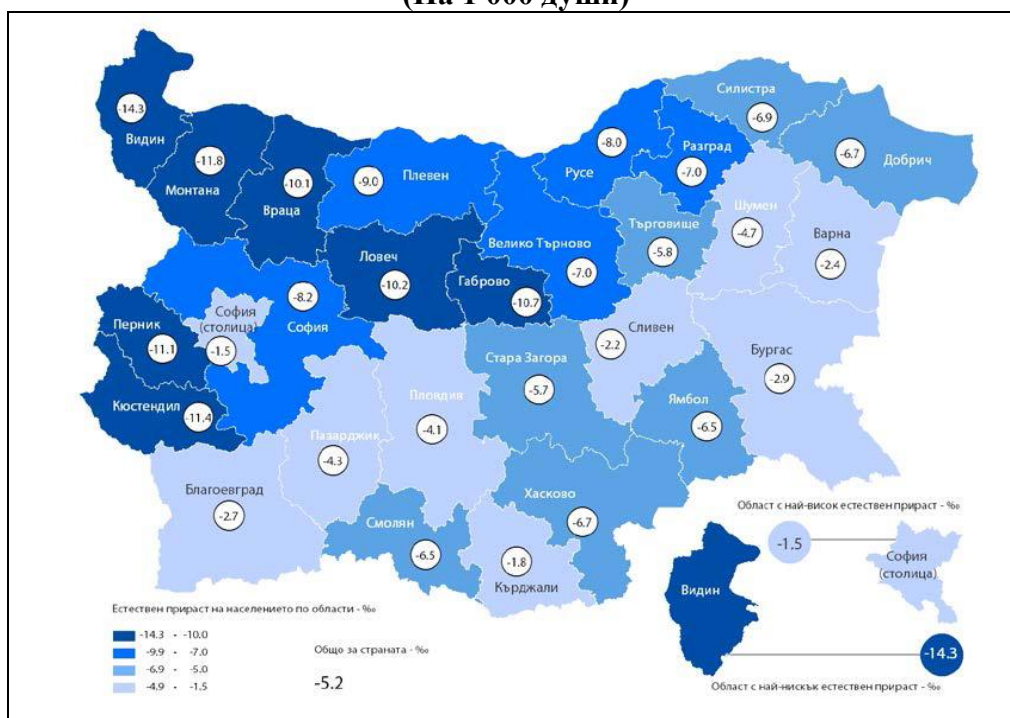 (На 1 000 души)
-14.3
Видин
-11.8
Монтана
-10.1
Враца
-9.0
Плевен
-8.0
Русе
Разград
-7.0
Силистра
-6.9
-6.7
Добрич
Шумен
-4.7
Варна
-2.4
Търговище
-5.8
Велико Търново
-7.0
Ловеч
-10.2
Габрово
-10.7
-8.2
София
София
(столица)
-1.5
Перник
-11.1
Кюстендил
-11.4
Сливен
-2.2
Бургас
-2.9
Стара Загора
-5.7
Ямбол
-6.5
Пловдив
-4.1
Пазарджик
-4.3
Благоевград
-2.7
Смолян
-6.5
Хасково
-6.7
-1.8
Кърджали
Област с най-висок естествен прираст - ‰
-1.5
София
(столица)
Видин
-14.3
Област с най-нисък естествен прираст - ‰
Естествен прираст на населението по области - ‰
-14.3 - -10.0
-9.9 - -7.0
-6.9 - -5.0
-4.9 - -1.5
Общо за страната - ‰
-5.2